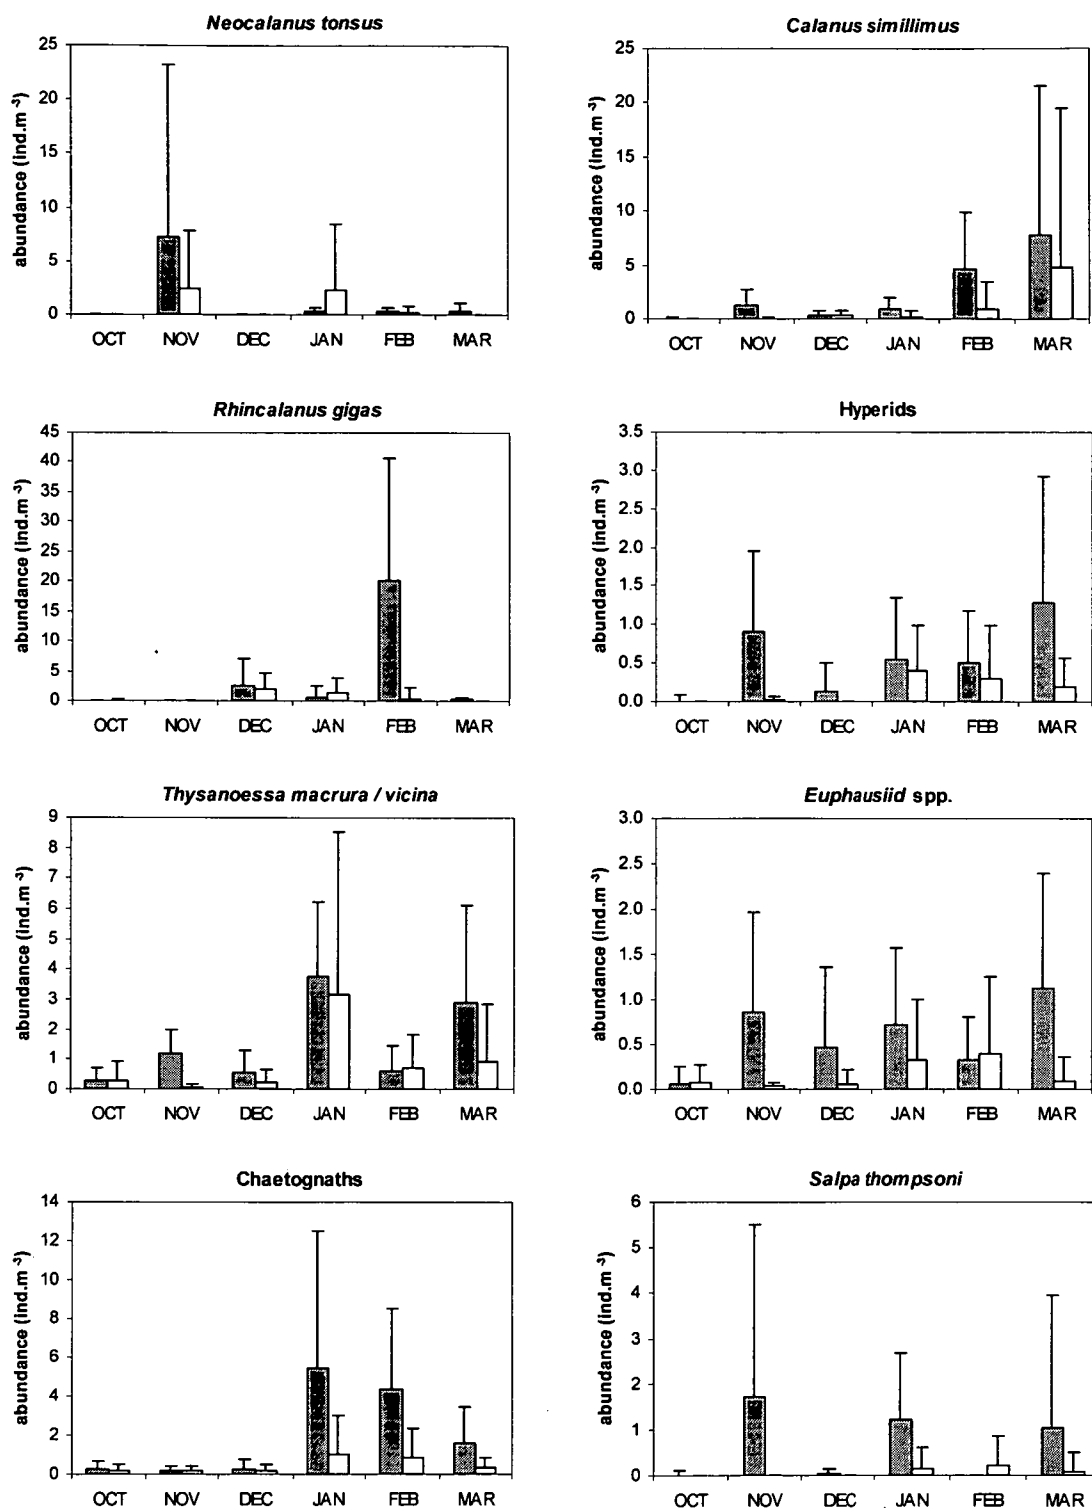 Neocalanus tonsus
abundance (ind.m⁻³)
25
20
15
10
5
0
OCT NOV DEC JAN FEB MAR
Calanus simillimus
abundance (ind.m⁻³)
25
20
15
10
5
0
OCT NOV DEC JAN FEB MAR
Rhincalanus gigas
abundance (ind.m⁻³)
45
40
35
30
25
20
15
10
5
0
OCT NOV DEC JAN FEB MAR
Hyperids
abundance (ind.m⁻³)
3.5
3.0
2.5
2.0
1.5
1.0
0.5
0.0
OCT NOV DEC JAN FEB MAR
Thysanoessa macrura / vicina
abundance (ind.m⁻³)
9
8
7
6
5
4
3
2
1
0
OCT NOV DEC JAN FEB MAR
Euphausiid spp.
abundance (ind.m⁻³)
3.0
2.5
2.0
1.5
1.0
0.5
0.0
OCT NOV DEC JAN FEB MAR
Chaetognaths
abundance (ind.m⁻³)
14
12
10
8
6
4
2
0
OCT NOV DEC JAN FEB MAR
Salpa thompsoni
abundance (ind.m⁻³)
6
5
4
3
2
1
0
OCT NOV DEC JAN FEB MAR